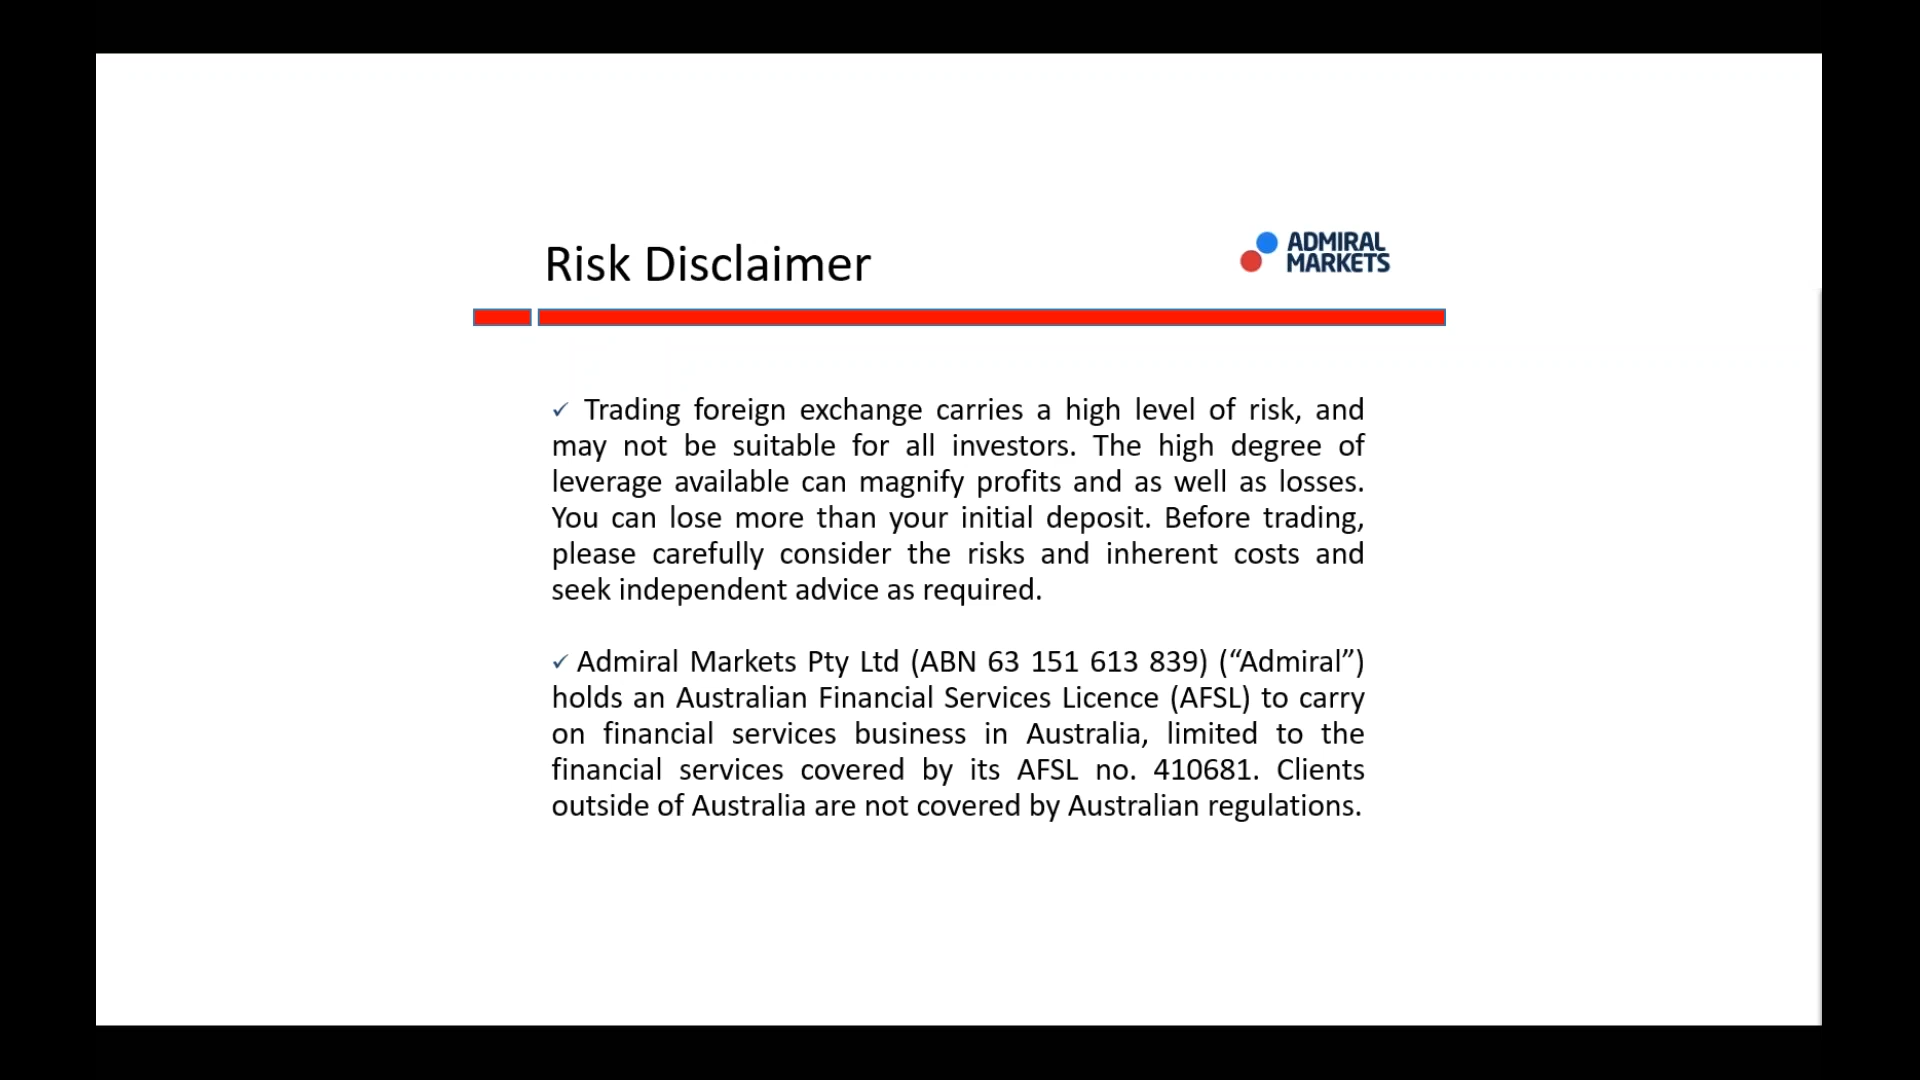 Risk Disclaimer
ADMIRAL
MARKETS
✓ Trading foreign exchange carries a high level of risk, and
may not be suitable for all investors. The high degree of
leverage available can magnify profits and as well as losses.
You can lose more than your initial deposit. Before trading,
please carefully consider the risks and inherent costs and
seek independent advice as required.
✓ Admiral Markets Pty Ltd (ABN 63 151 613 839) (“Admiral”)
holds an Australian Financial Services Licence (AFSL) to carry
on financial services business in Australia, limited to the
financial services covered by its AFSL no. 410681. Clients
outside of Australia are not covered by Australian regulations.